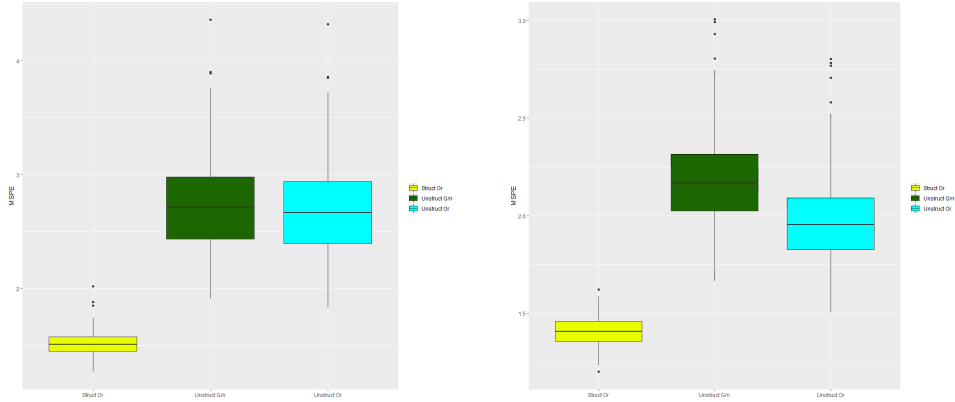 4
3
2
MSPE
Struct Or
Unstruct Gm
Unstruct Or
Struct Or
Unstruct Gm
Unstruct Or
3.0
2.5
2.0
1.5
MSPE
Struct Or
Unstruct Gm
Unstruct Or
Struct Or
Unstruct Gm
Unstruct Or